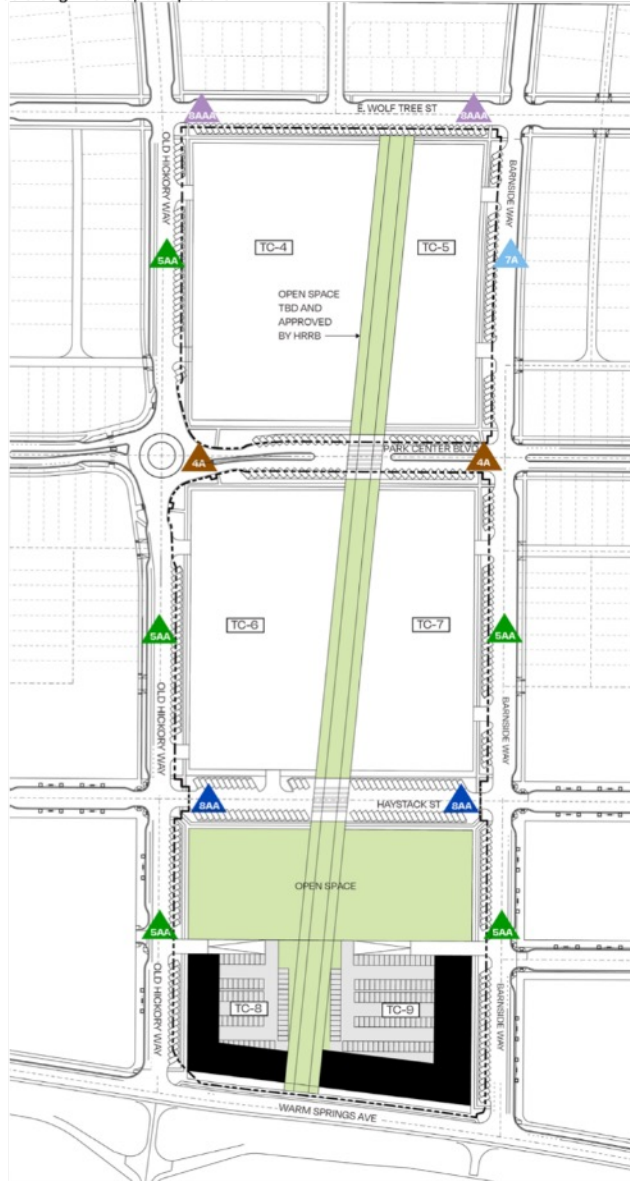 E. WOLF TREE ST
8AAA
8AAA
OLD HICKORY WAY
BARNSIDE WAY
TC-4
TC-5
5AA
7A
OPEN SPACE
TBD AND
APPROVED
BY HRRB
PARK CENTER BLVD
4A
4A
TC-6
TC-7
5AA
5AA
OLD HICKORY WAY
BARNSIDE WAY
8AA
8AA
HAYSTACK ST
OPEN SPACE
5AA
5AA
OLD HICKORY WAY
BARNSIDE WAY
TC-8
TC-9
WARM SPRINGS AVE